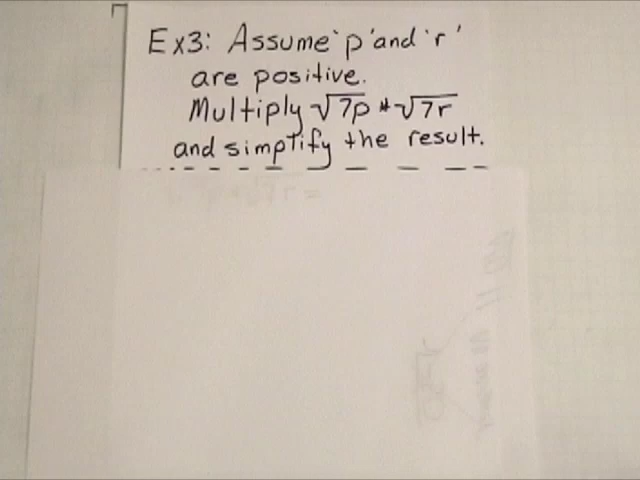 Ex3: Assume 'p' and 'r'
are positive.
Multiply √7p * √7r
and simplify the result.